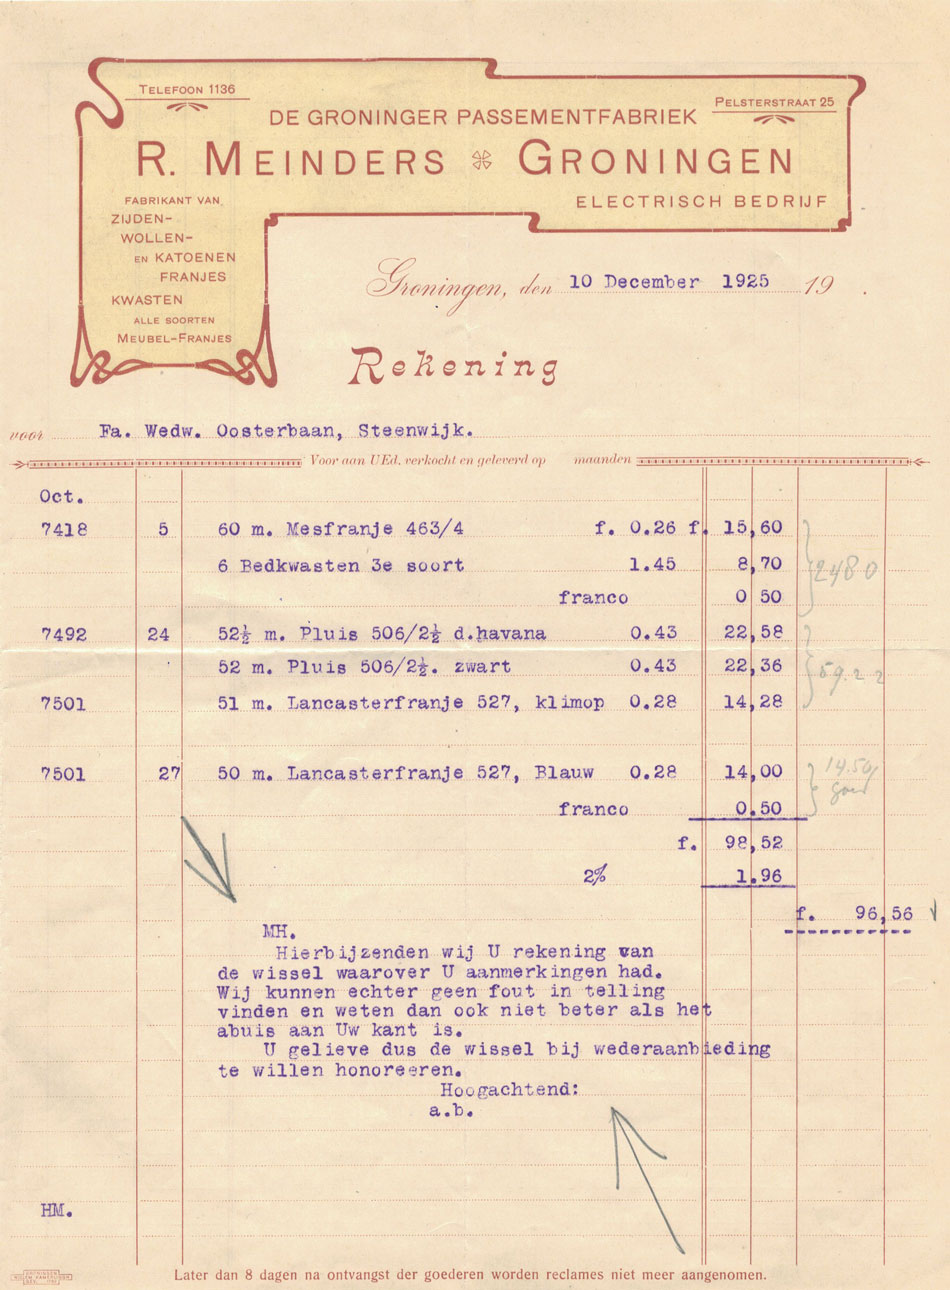 TELEFOON 1136
PELSTERSTRAAT 25
DE GRONINGER PASSEMENTFABRIEK
R. MEINDERS GRONINGEN
ELECTRISCH BEDRIJF
FABRIKANT VAN
ZIJDEN-
WOLLEN-
EN KATOENEN
FRANJES
KWASTEN
ALLE SOORTEN
MEUBEL-FRANJES
Groningen, den 10 December 1925 19 .
Rekening
voor Fa. Wedw. Oosterbaan, Steenwijk.
Voor aan UEd. verkocht en geleverd op maanden
Oct.
7418 5 60 m. Mesfranje 463/4 f. 0.26 f. 15,60
6 Bedkwasten 3e soort 1.45 8,70
2480
franco 0 50
7492 24 52½ m. Pluis 506/2½ d.havana 0.43 22,58
52 m. Pluis 506/2½. zwart 0.43 22,36
59.22
7501 51 m. Lancasterfranje 527, klimop 0.28 14,28
7501 27 50 m. Lancasterfranje 527, Blauw 0.28 14,00
14.50/
goed
franco 0.50
f. 98,52
2% 1.96
f. 96,56
MH.
Hierbijzenden wij U rekening van
de wissel waarover U aanmerkingen had.
Wij kunnen echter geen fout in telling
vinden en weten dan ook niet beter als het
abuis aan Uw kant is.
U gelieve dus de wissel bij wederaanbieding
te willen honoreeren.
Hoogachtend:
a.b.
HM.
Later dan 8 dagen na ontvangst der goederen worden reclames niet meer aangenomen.